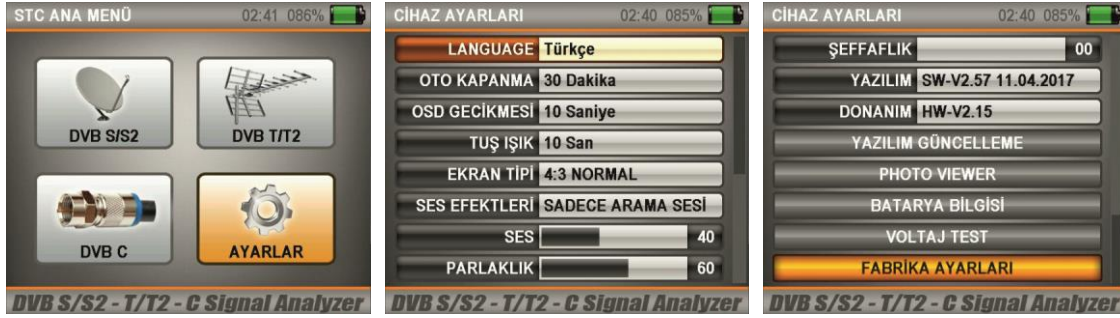 STC ANA MENÜ 02:41 086%
DVB S/S2
DVB T/T2
DVB C
AYARLAR
DVB S/S2 - T/T2 - C Signal Analyzer
CİHAZ AYARLARI 02:40 085%
LANGUAGE Türkçe
OTO KAPANMA 30 Dakika
OSD GECİKMESİ 10 Saniye
TUŞ IŞIK 10 San
EKRAN TİPİ 4:3 NORMAL
SES EFEKTLERİ SADECE ARAMA SESİ
SES 40
PARLAKLIK 60
DVB S/S2 - T/T2 - C Signal Analyzer
CİHAZ AYARLARI 02:40 085%
ŞEFFAFLIK 00
YAZILIM SW-V2.57 11.04.2017
DONANIM HW-V2.15
YAZILIM GÜNCELLEME
PHOTO VIEWER
BATARYA BİLGİSİ
VOLTAJ TEST
FABRİKA AYARLARI
DVB S/S2 - T/T2 - C Signal Analyzer